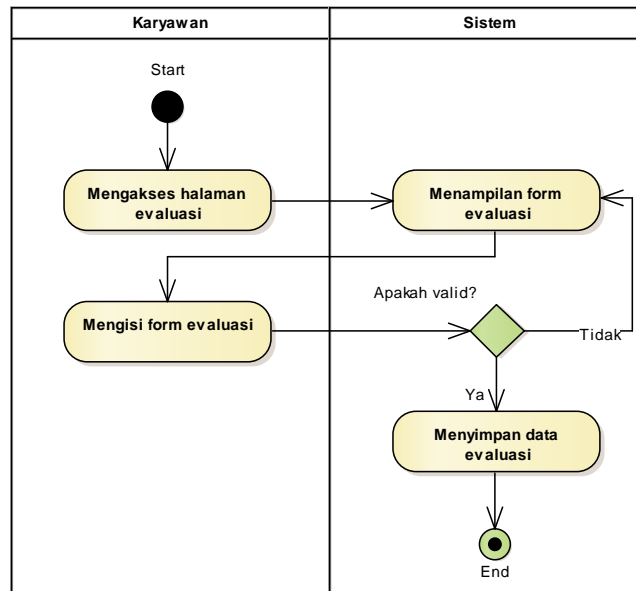 Karyawan
Sistem
Start
Mengakses halaman
evaluasi
Menampilan form
evaluasi
Apakah valid?
Mengisi form evaluasi
Tidak
Ya
Menyimpan data
evaluasi
End